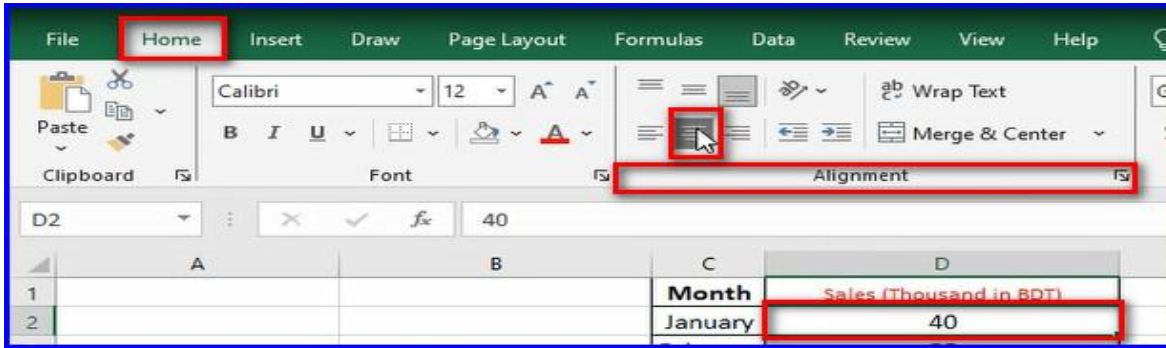 File Home Insert Draw Page Layout Formulas Data Review View Help
Calibri 12 A A ab Wrap Text
Paste B I U A Merge & Center
Clipboard Font Alignment
D2 fx 40
A B C D
1 Month Sales (Thousand in BDT)
2 January 40